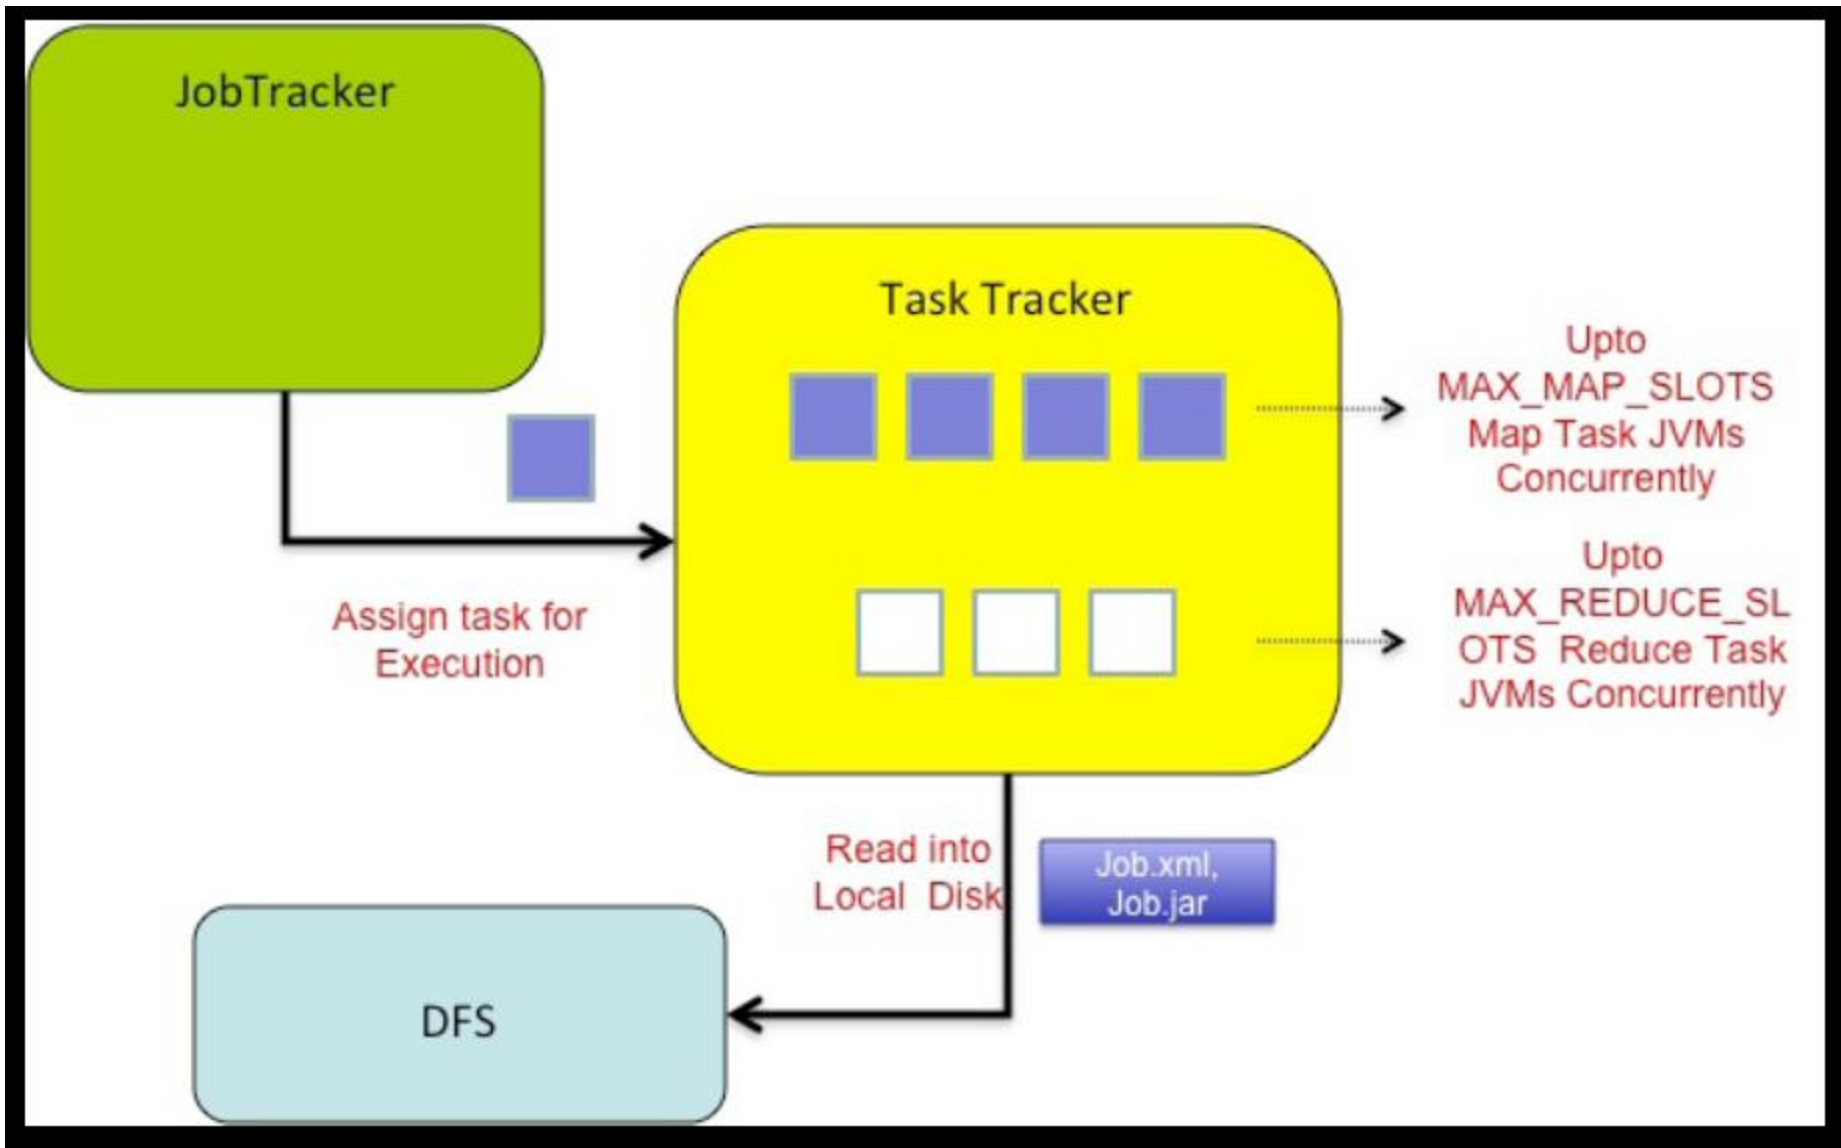 JobTracker
Task Tracker
Upto
MAX_MAP_SLOTS
Map Task JVMs
Concurrently
Upto
MAX_REDUCE_SL
OTS Reduce Task
JVMs Concurrently
Assign task for
Execution
Read into
Local Disk
Job.xml,
Job.jar
DFS